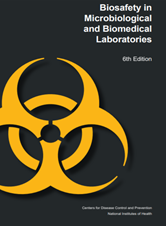 Biosafety in
Microbiological
and Biomedical
Laboratories
6th Edition
Centers for Disease Control and Prevention
National Institutes of Health